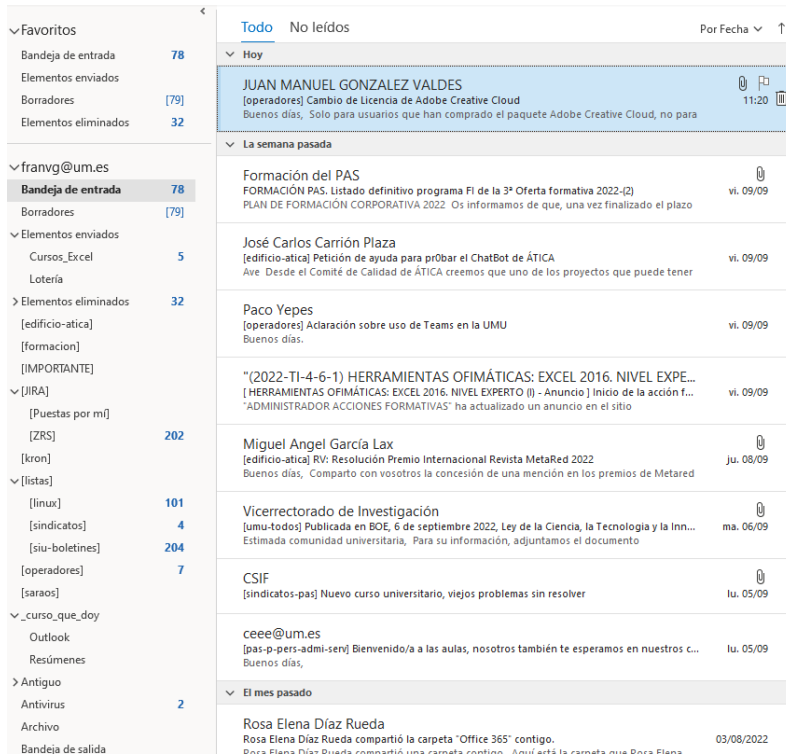 Favoritos
Bandeja de entrada 78
Elementos enviados
Borradores [79]
Elementos eliminados 32
franvg@um.es
Bandeja de entrada 78
Borradores [79]
Elementos enviados
Cursos_Excel 5
Lotería
Elementos eliminados 32
[edificio-atica]
[formacion]
[IMPORTANTE]
[JIRA]
[Puestas por mí]
[ZRS] 202
[kron]
[listas]
[linux] 101
[sindicatos] 4
[siu-boletines] 204
[operadores] 7
[saraos]
_curso_que_doy
Outlook
Resúmenes
Antiguo
Antivirus 2
Archivo
Bandeja de salida
Todo No leídos Por Fecha
Hoy
JUAN MANUEL GONZALEZ VALDES
[operadores] Cambio de Licencia de Adobe Creative Cloud 11:20
Buenos días, Solo para usuarios que han comprado el paquete Adobe Creative Cloud, no para
La semana pasada
Formación del PAS
FORMACIÓN PAS. Listado definitivo programa FI de la 3ª Oferta formativa 2022-(2) vi. 09/09
PLAN DE FORMACIÓN CORPORATIVA 2022 Os informamos de que, una vez finalizado el plazo
José Carlos Carrión Plaza
[edificio-atica] Petición de ayuda para pr0bar el ChatBot de ÁTICA vi. 09/09
Ave Desde el Comité de Calidad de ÁTICA creemos que uno de los proyectos que puede tener
Paco Yepes
[operadores] Aclaración sobre uso de Teams en la UMU vi. 09/09
Buenos días.
"(2022-TI-4-6-1) HERRAMIENTAS OFIMÁTICAS: EXCEL 2016. NIVEL EXPE...
[ HERRAMIENTAS OFIMÁTICAS: EXCEL 2016. NIVEL EXPERTO (I) - Anuncio ] Inicio de la acción f... vi. 09/09
"ADMINISTRADOR ACCIONES FORMATIVAS" ha actualizado un anuncio en el sitio
Miguel Angel García Lax
[edificio-atica] RV: Resolución Premio Internacional Revista MetaRed 2022 ju. 08/09
Buenos días, Comparto con vosotros la concesión de una mención en los premios de Metared
Vicerrectorado de Investigación
[umu-todos] Publicada en BOE, 6 de septiembre 2022, Ley de la Ciencia, la Tecnologia y la Inn... ma. 06/09
Estimada comunidad universitaria, Para su información, adjuntamos el documento
CSIF
[sindicatos-pas] Nuevo curso universitario, viejos problemas sin resolver lu. 05/09
ceee@um.es
[pas-p-pers-admi-serv] Bienvenido/a a las aulas, nosotros también te esperamos en nuestros c... lu. 05/09
Buenos días,
El mes pasado
Rosa Elena Díaz Rueda
Rosa Elena Díaz Rueda compartió la carpeta "Office 365" contigo. 03/08/2022
Rosa Elena Díaz Rueda compartió una carpeta contigo. Aquí está la carpeta que Rosa Elena